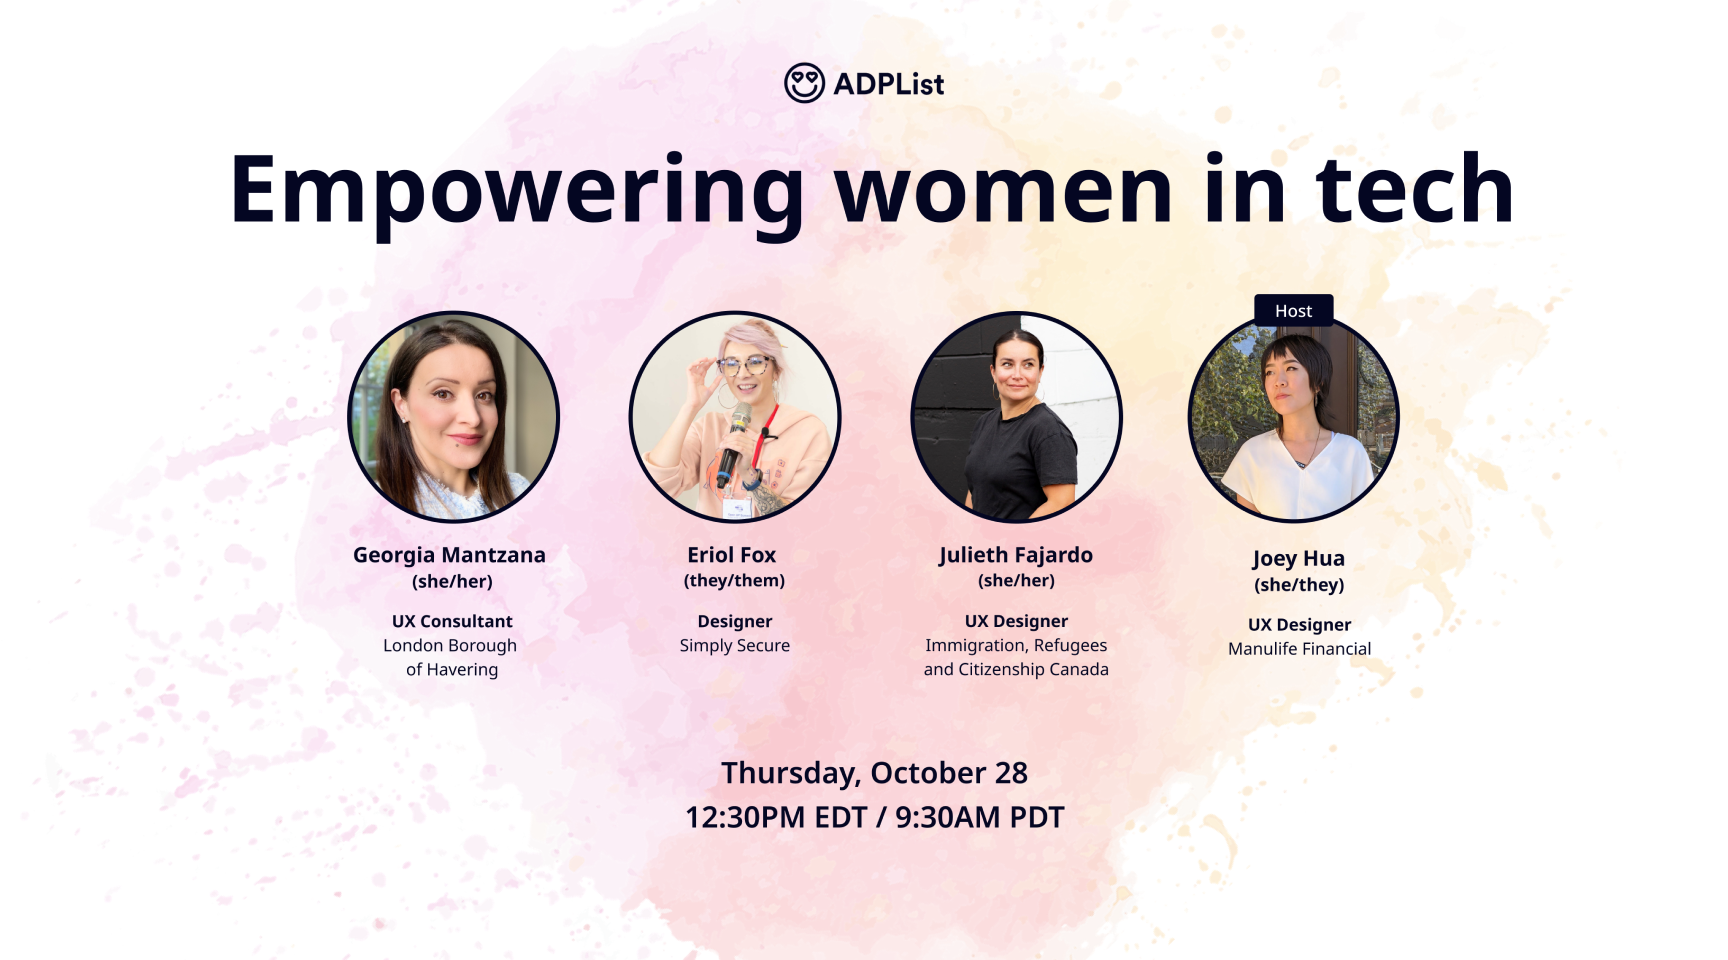 ADPList
Empowering women in tech
Host
Georgia Mantzana
(she/her)
UX Consultant
London Borough
of Havering
Eriol Fox
(they/them)
Designer
Simply Secure
Julieth Fajardo
(she/her)
UX Designer
Immigration, Refugees
and Citizenship Canada
Joey Hua
(she/they)
UX Designer
Manulife Financial
Thursday, October 28
12:30PM EDT / 9:30AM PDT